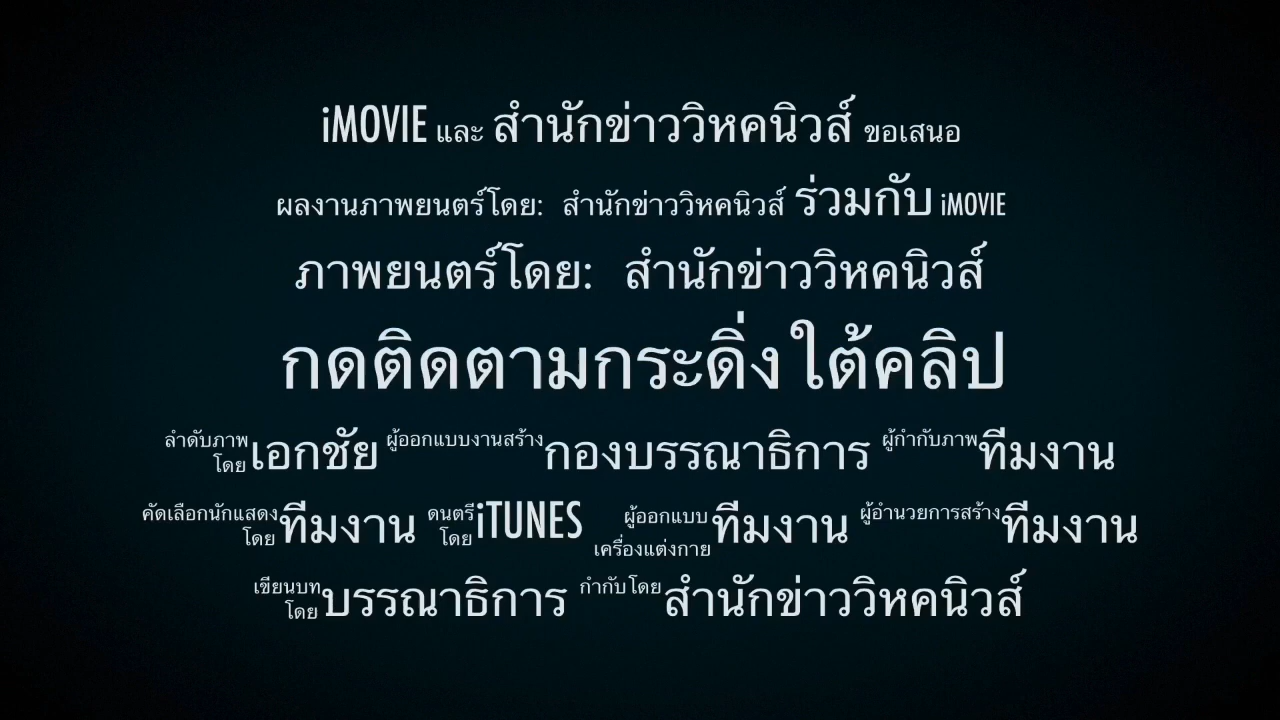 iMOVIE และ สำนักข่าววิหคนิวส์ ขอเสนอ
ผลงานภาพยนตร์โดย: สำนักข่าววิหคนิวส์ ร่วมกับ iMOVIE
ภาพยนตร์โดย: สำนักข่าววิหคนิวส์
กดติดตามกระดิ่ง ใต้คลิป
ลำดับภาพโดย เอกชัย ผู้ออกแบบงานสร้าง กองบรรณาธิการ ผู้กำกับภาพ ทีมงาน
คัดเลือกนักแสดงโดย ทีมงาน ดนตรีโดย iTUNES ผู้ออกแบบเครื่องแต่งกาย ทีมงาน ผู้อำนวยการสร้าง ทีมงาน
เขียนบทโดย บรรณาธิการ กำกับโดย สำนักข่าววิหคนิวส์